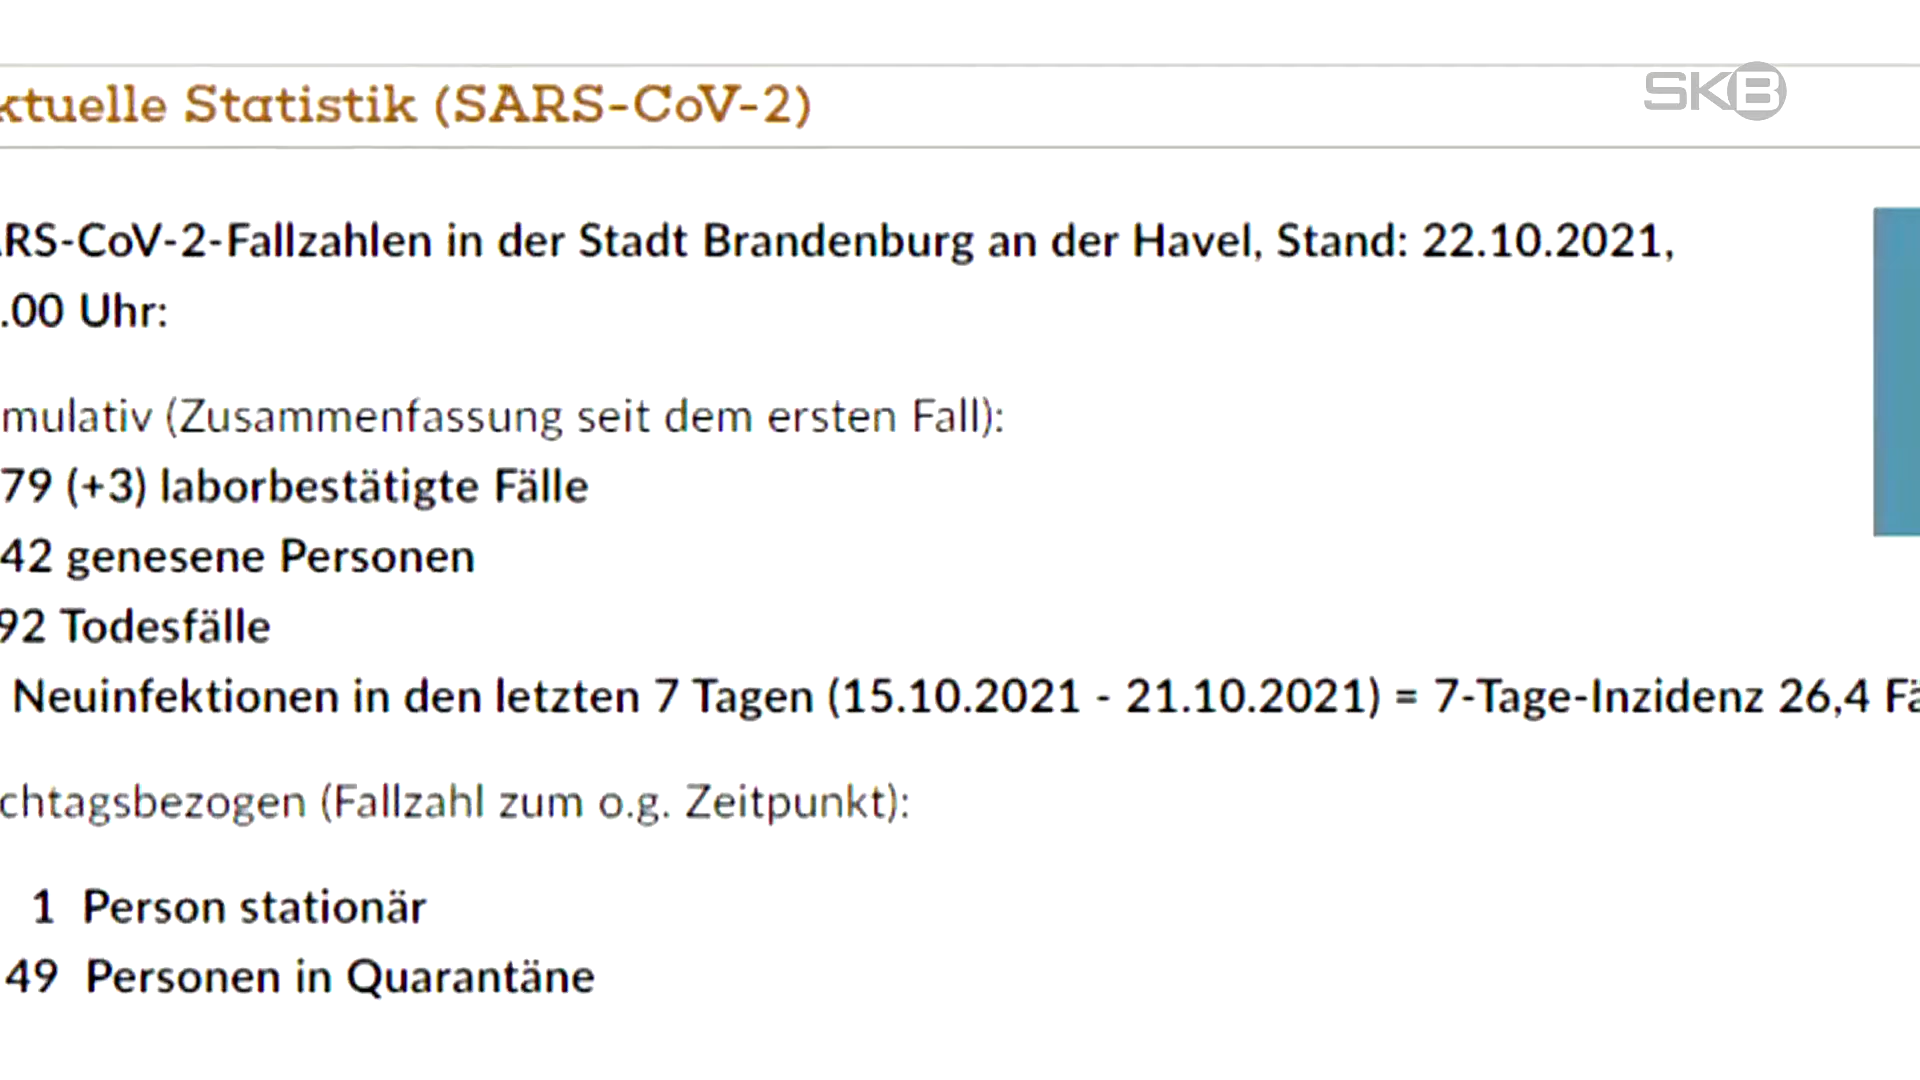 ktuelle Statistik (SARS-CoV-2)
SKB
RS-CoV-2-Fallzahlen in der Stadt Brandenburg an der Havel, Stand: 22.10.2021,
.00 Uhr:
mulativ (Zusammenfassung seit dem ersten Fall):
79 (+3) laborbestätigte Fälle
42 genesene Personen
92 Todesfälle
Neuinfektionen in den letzten 7 Tagen (15.10.2021 - 21.10.2021) = 7-Tage-Inzidenz 26,4 Fä
chtagsbezogen (Fallzahl zum o.g. Zeitpunkt):
1 Person stationär
49 Personen in Quarantäne